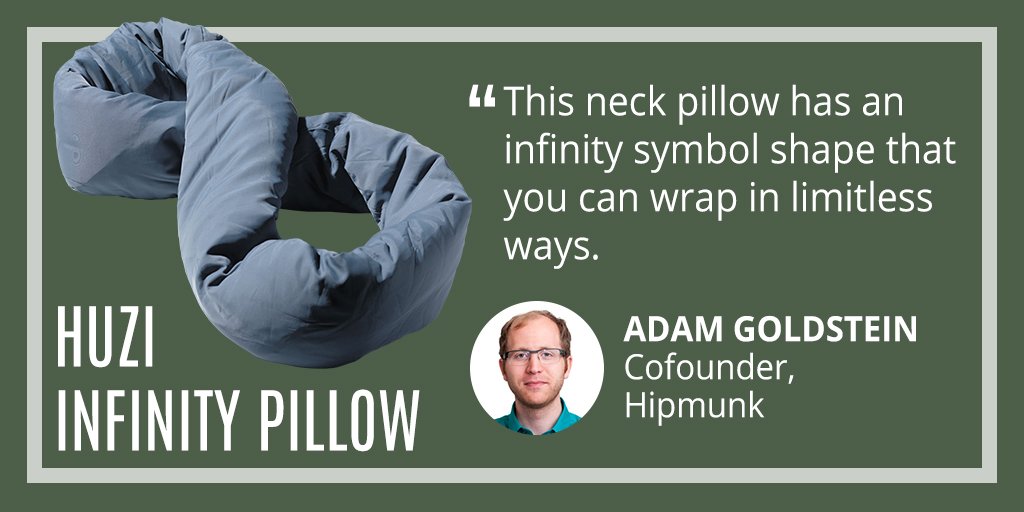 “ This neck pillow has an
infinity symbol shape that
you can wrap in limitless
ways.
HUZI
INFINITY PILLOW
ADAM GOLDSTEIN
Cofounder,
Hipmunk